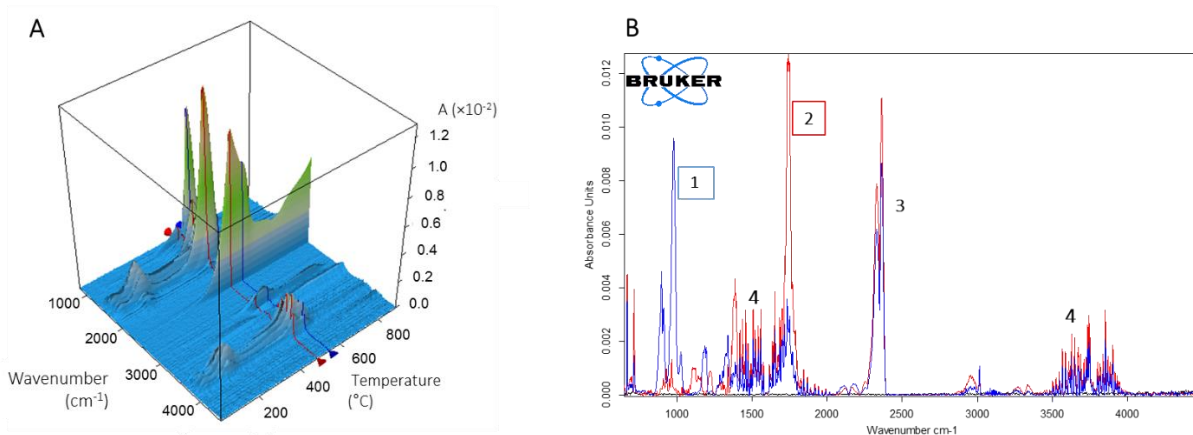 A
A (×10⁻²)
1.2
1.0
0.8
0.6
0.4
0.2
0.0
1000
2000
3000
4000
Wavenumber
(cm⁻¹)
200
400
600
800
Temperature
(°C)
B
BRUKER
1
2
3
4
4
Absorbance Units
0.012
0.010
0.008
0.006
0.004
0.002
0.000
1000 1500 2000 2500 3000 3500 4000
Wavenumber cm-1